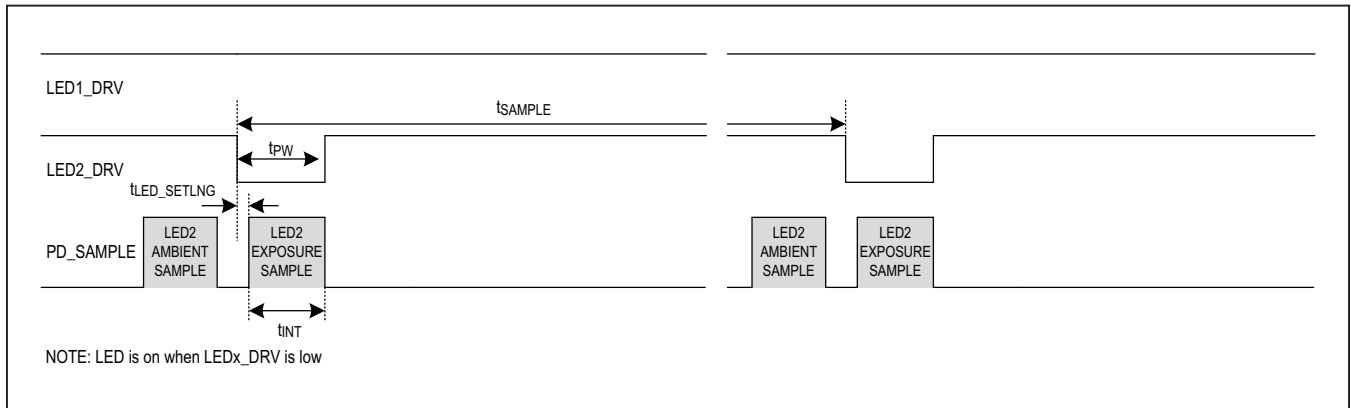 LED1_DRV
tSAMPLE
tPW
LED2_DRV
tLED_SETLNG
PD_SAMPLE
LED2
AMBIENT
SAMPLE
LED2
EXPOSURE
SAMPLE
LED2
AMBIENT
SAMPLE
LED2
EXPOSURE
SAMPLE
tINT
NOTE: LED is on when LEDx_DRV is low